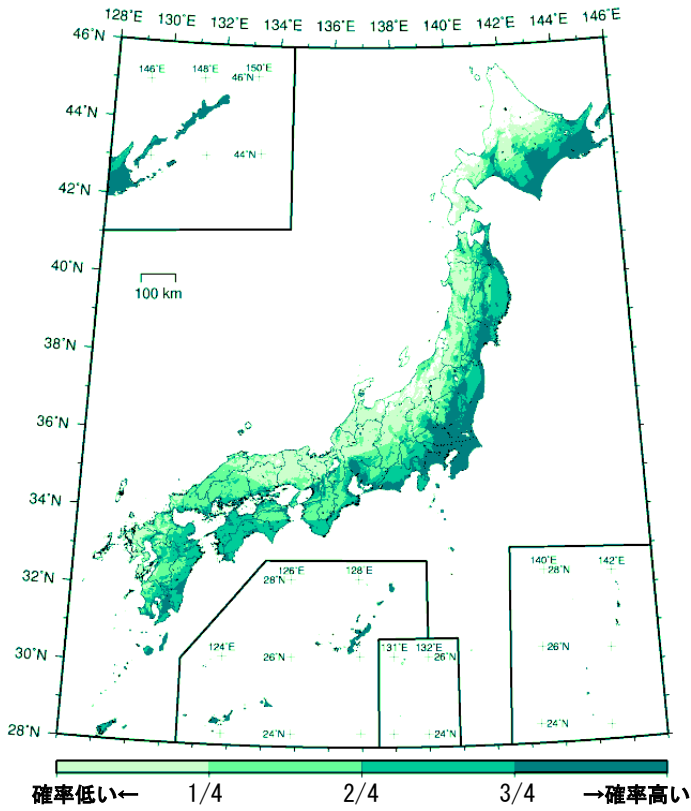 128°E 130°E 132°E 134°E 136°E 138°E 140°E 142°E 144°E 146°E
46°N
146°E 148°E 150°E
46°N
44°N
44°N
42°N
40°N
100 km
38°N
36°N
34°N
32°N
126°E 128°E
28°N
140°E 142°E
28°N
30°N
124°E
26°N
131°E 132°E
26°N
26°N
28°N
24°N
24°N
24°N
確率低い← 1/4 2/4 3/4 →確率高い